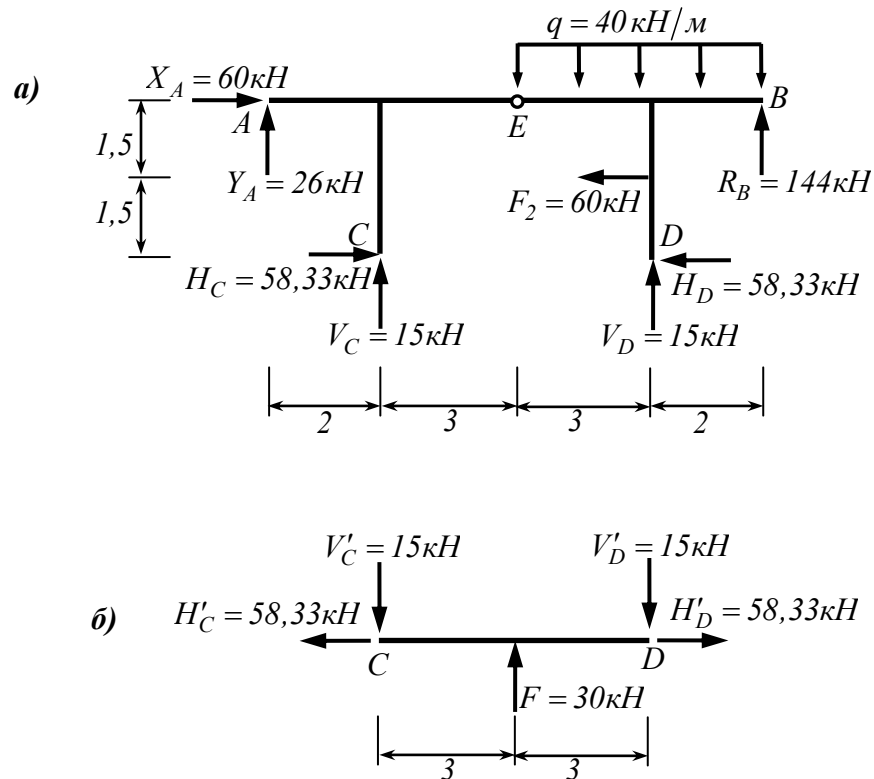 q = 40 кН/м
а)
X_A = 60кН
A
E
B
1,5
1,5
Y_A = 26кН
F_2 = 60кН
R_B = 144кН
C
D
H_C = 58,33кН
H_D = 58,33кН
V_C = 15кН
V_D = 15кН
2
3
3
2
V′_C = 15кН
V′_D = 15кН
б)
H′_C = 58,33кН
H′_D = 58,33кН
C
D
F = 30кН
3
3